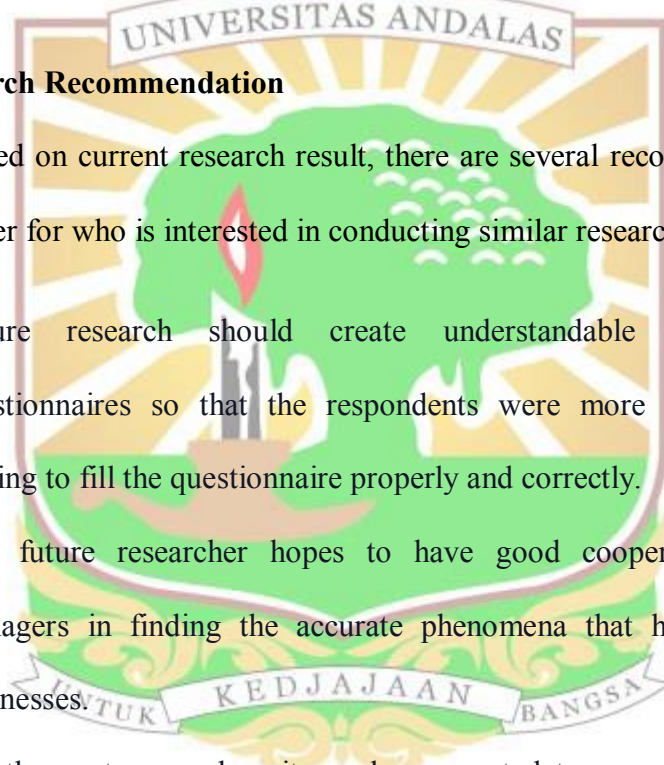 UNIVERSITAS ANDALAS
rch Recommendation
ed on current research result, there are several reco
er for who is interested in conducting similar research
ure research should create understandable
stionnaires so that the respondents were more
ing to fill the questionnaire properly and correctly.
future researcher hopes to have good cooper
nagers in finding the accurate phenomena that h
nesses.
UNTUK KEDJAJAAN BANGSA